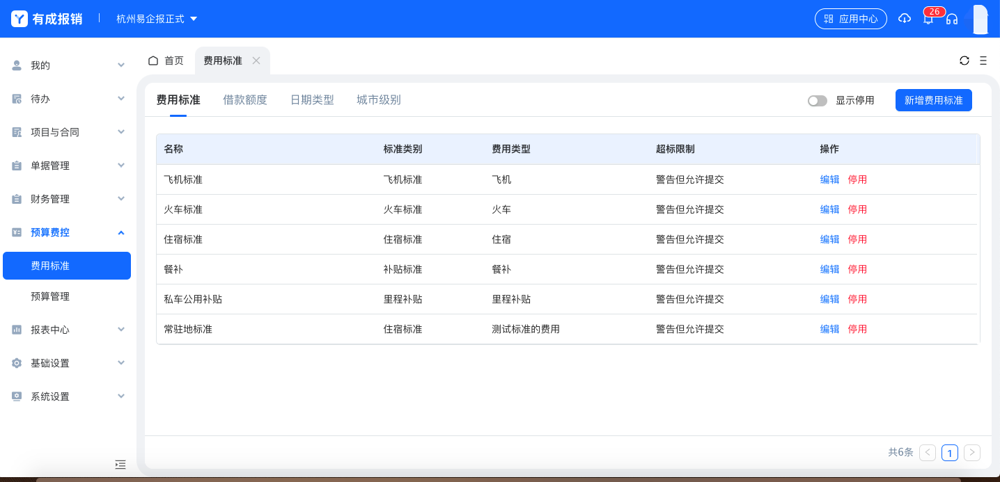 有成报销 杭州易企报正式 应用中心 26
我的
待办
项目与合同
单据管理
财务管理
预算费控
费用标准
预算管理
报表中心
基础设置
系统设置
首页 费用标准
费用标准 借款额度 日期类型 城市级别 显示停用 新增费用标准
名称 标准类别 费用类型 超标限制 操作
飞机标准 飞机标准 飞机 警告但允许提交 编辑 停用
火车标准 火车标准 火车 警告但允许提交 编辑 停用
住宿标准 住宿标准 住宿 警告但允许提交 编辑 停用
餐补 补贴标准 餐补 警告但允许提交 编辑 停用
私车公用补贴 里程补贴 里程补贴 警告但允许提交 编辑 停用
常驻地标准 住宿标准 测试标准的费用 警告但允许提交 编辑 停用
共6条 1